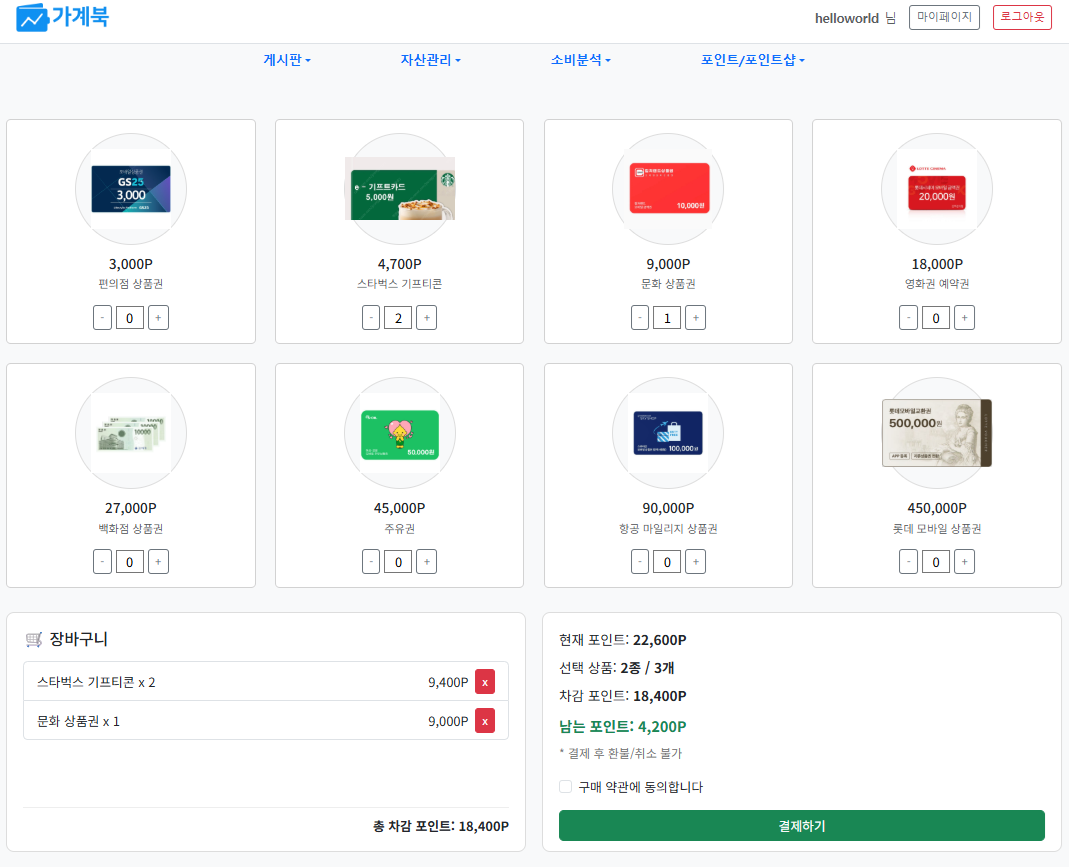 가계북
helloworld 님 마이페이지 로그아웃
게시판 자산관리 소비분석 포인트/포인트샵
GS25
3,000
3,000P
편의점 상품권
- 0 +
e - 기프트카드
5,000원
4,700P
스타벅스 기프티콘
- 2 +
10,000원
9,000P
문화 상품권
- 1 +
LOTTE CINEMA
20,000원
18,000P
영화권 예약권
- 0 +
10000
27,000P
백화점 상품권
- 0 +
50,000원
45,000P
주유권
- 0 +
100,000원
90,000P
항공 마일리지 상품권
- 0 +
롯데모바일교환권
500,000원
450,000P
롯데 모바일 상품권
- 0 +
장바구니
스타벅스 기프티콘 x 2 9,400P x
문화 상품권 x 1 9,000P x
총 차감 포인트: 18,400P
현재 포인트: 22,600P
선택 상품: 2종 / 3개
차감 포인트: 18,400P
남는 포인트: 4,200P
* 결제 후 환불/취소 불가
구매 약관에 동의합니다
결제하기